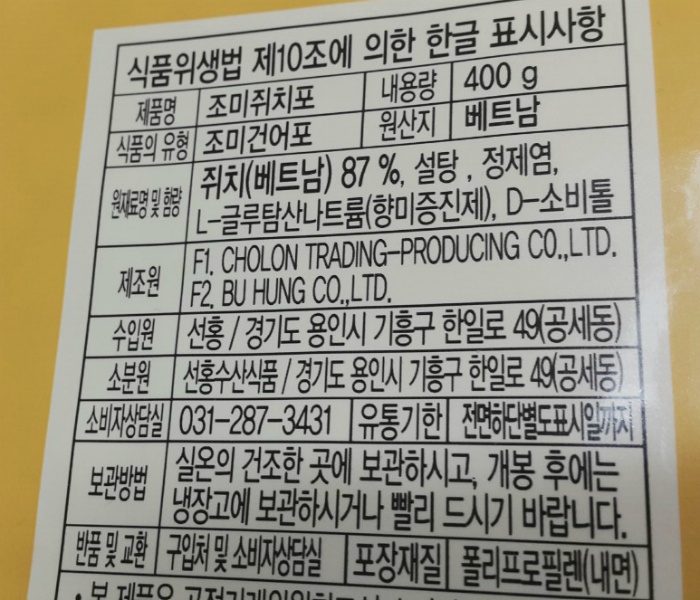 식품위생법 제10조에 의한 한글 표시사항
제품명 조미쥐치포 내용량 400 g
식품의 유형 조미건어포 원산지 베트남
원재료명 및 함량 쥐치(베트남) 87 %, 설탕, 정제염,
L-글루탐산나트륨(향미증진제), D-소비톨
제조원 F1. CHOLON TRADING-PRODUCING CO.,LTD.
F2. BU HUNG CO.,LTD.
수입원 선홍 / 경기도 용인시 기흥구 한일로 49(공세동)
소분원 선홍수산식품 / 경기도 용인시 기흥구 한일로 49(공세동)
소비자상담실 031-287-3431 유통기한 전면하단별도표시일까지
보관방법 실온의 건조한 곳에 보관하시고, 개봉 후에는
냉장고에 보관하시거나 빨리 드시기 바랍니다.
반품 및 교환 구입처 및 소비자상담실 포장재질 폴리프로필렌(내면)
• 본 제품은